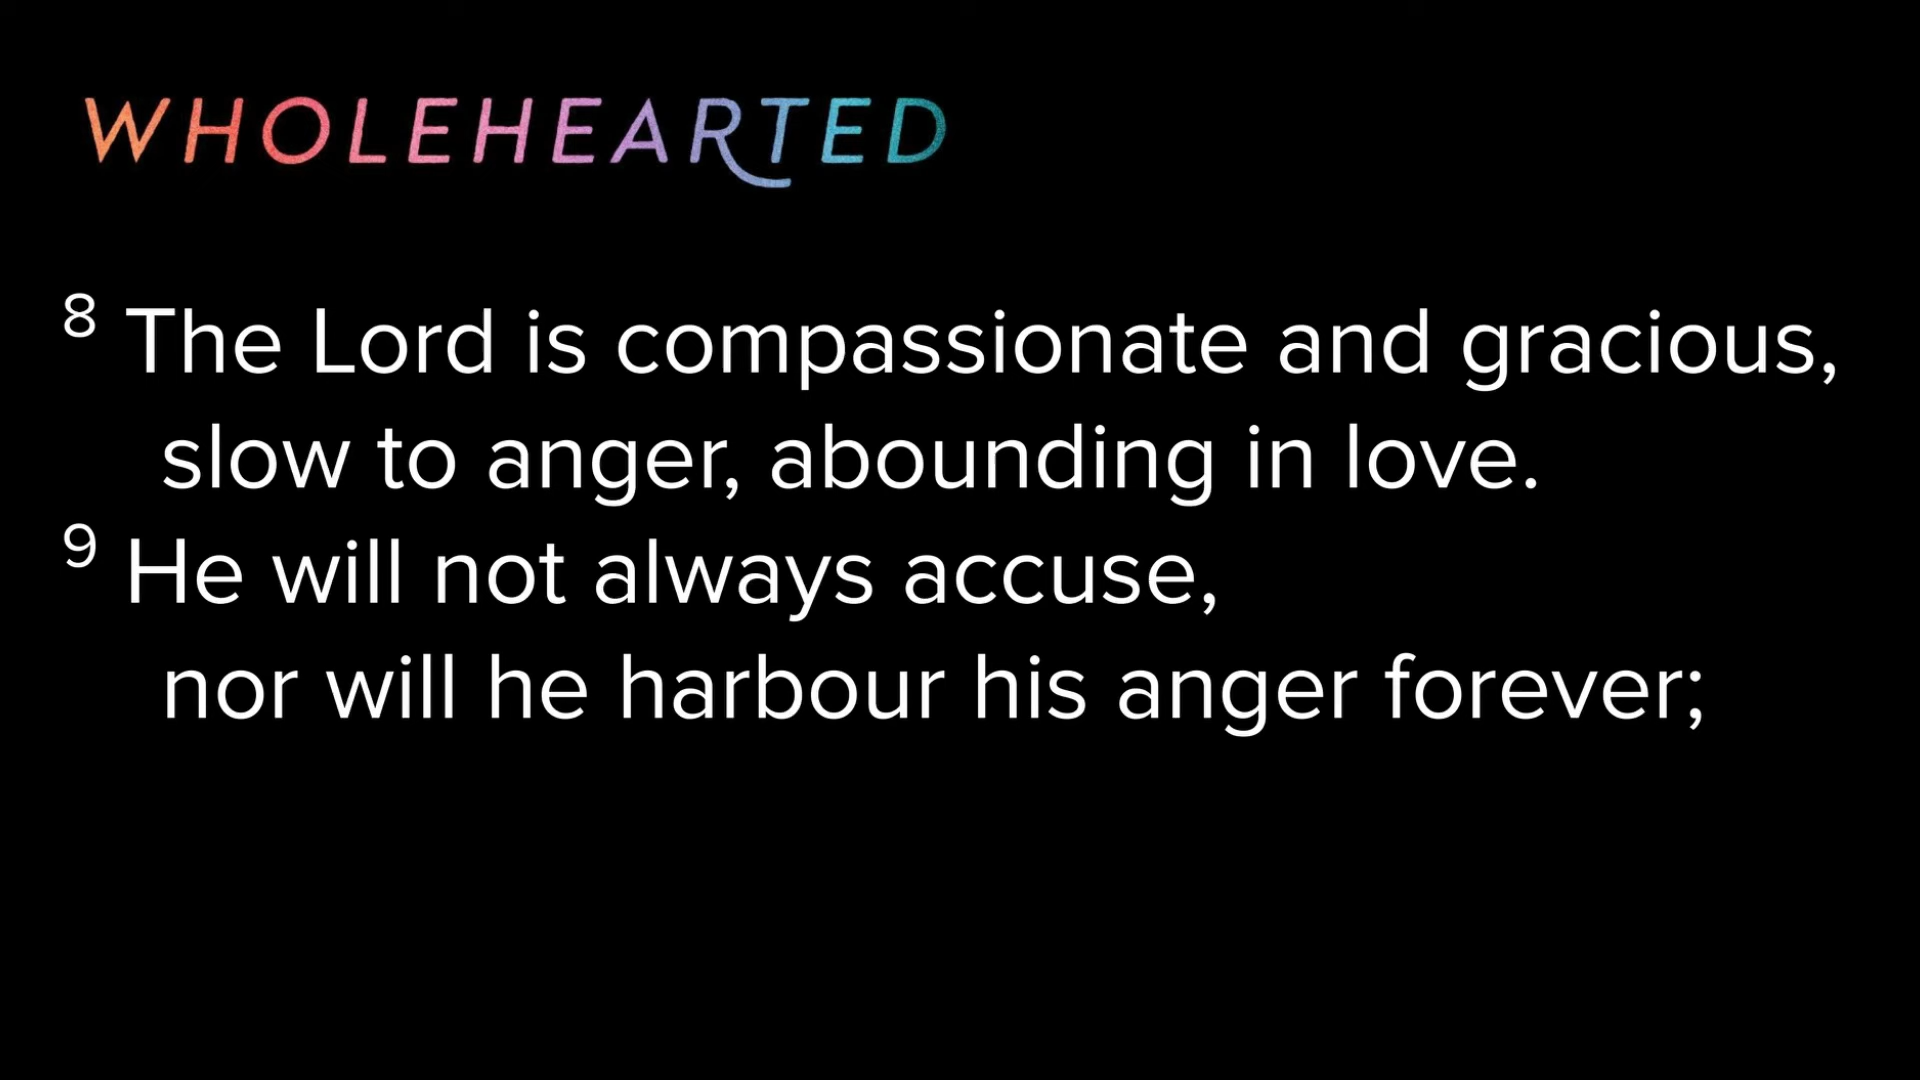 WHOLEHEARTED
8 The Lord is compassionate and gracious,
slow to anger, abounding in love.
9 He will not always accuse,
nor will he harbour his anger forever;